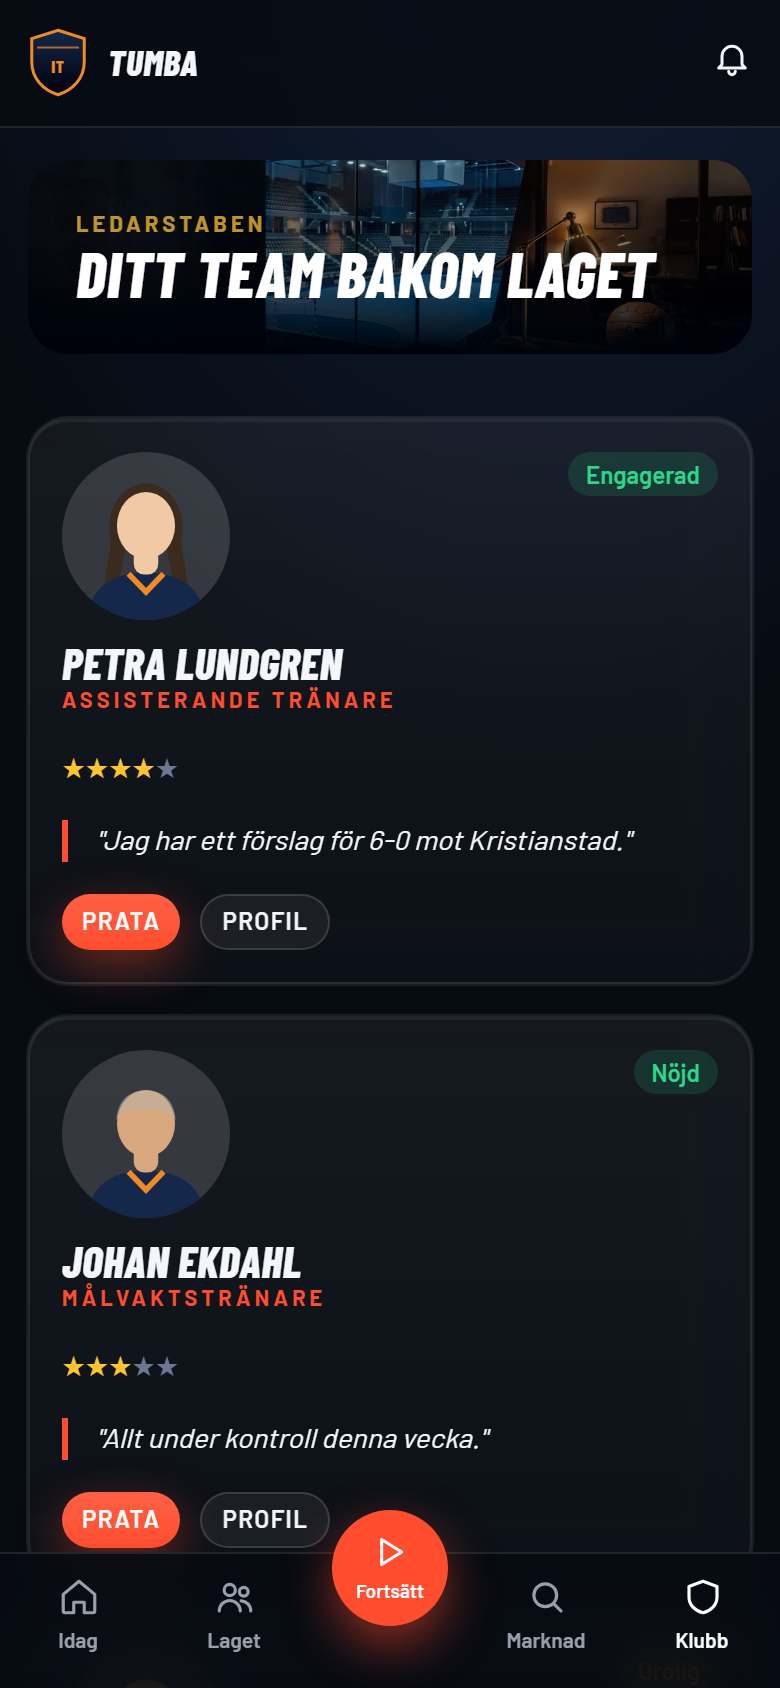 IT
TUMBA
LEDARSTABEN
DITT TEAM BAKOM LAGET
Engagerad
PETRA LUNDGREN
ASSISTERANDE TRÄNARE
"Jag har ett förslag för 6-0 mot Kristianstad."
PRATA PROFIL
Nöjd
JOHAN EKDAHL
MÅLVAKTSTRÄNARE
"Allt under kontroll denna vecka."
PRATA PROFIL
Fortsätt
Idag Laget Marknad Klubb
Orolig